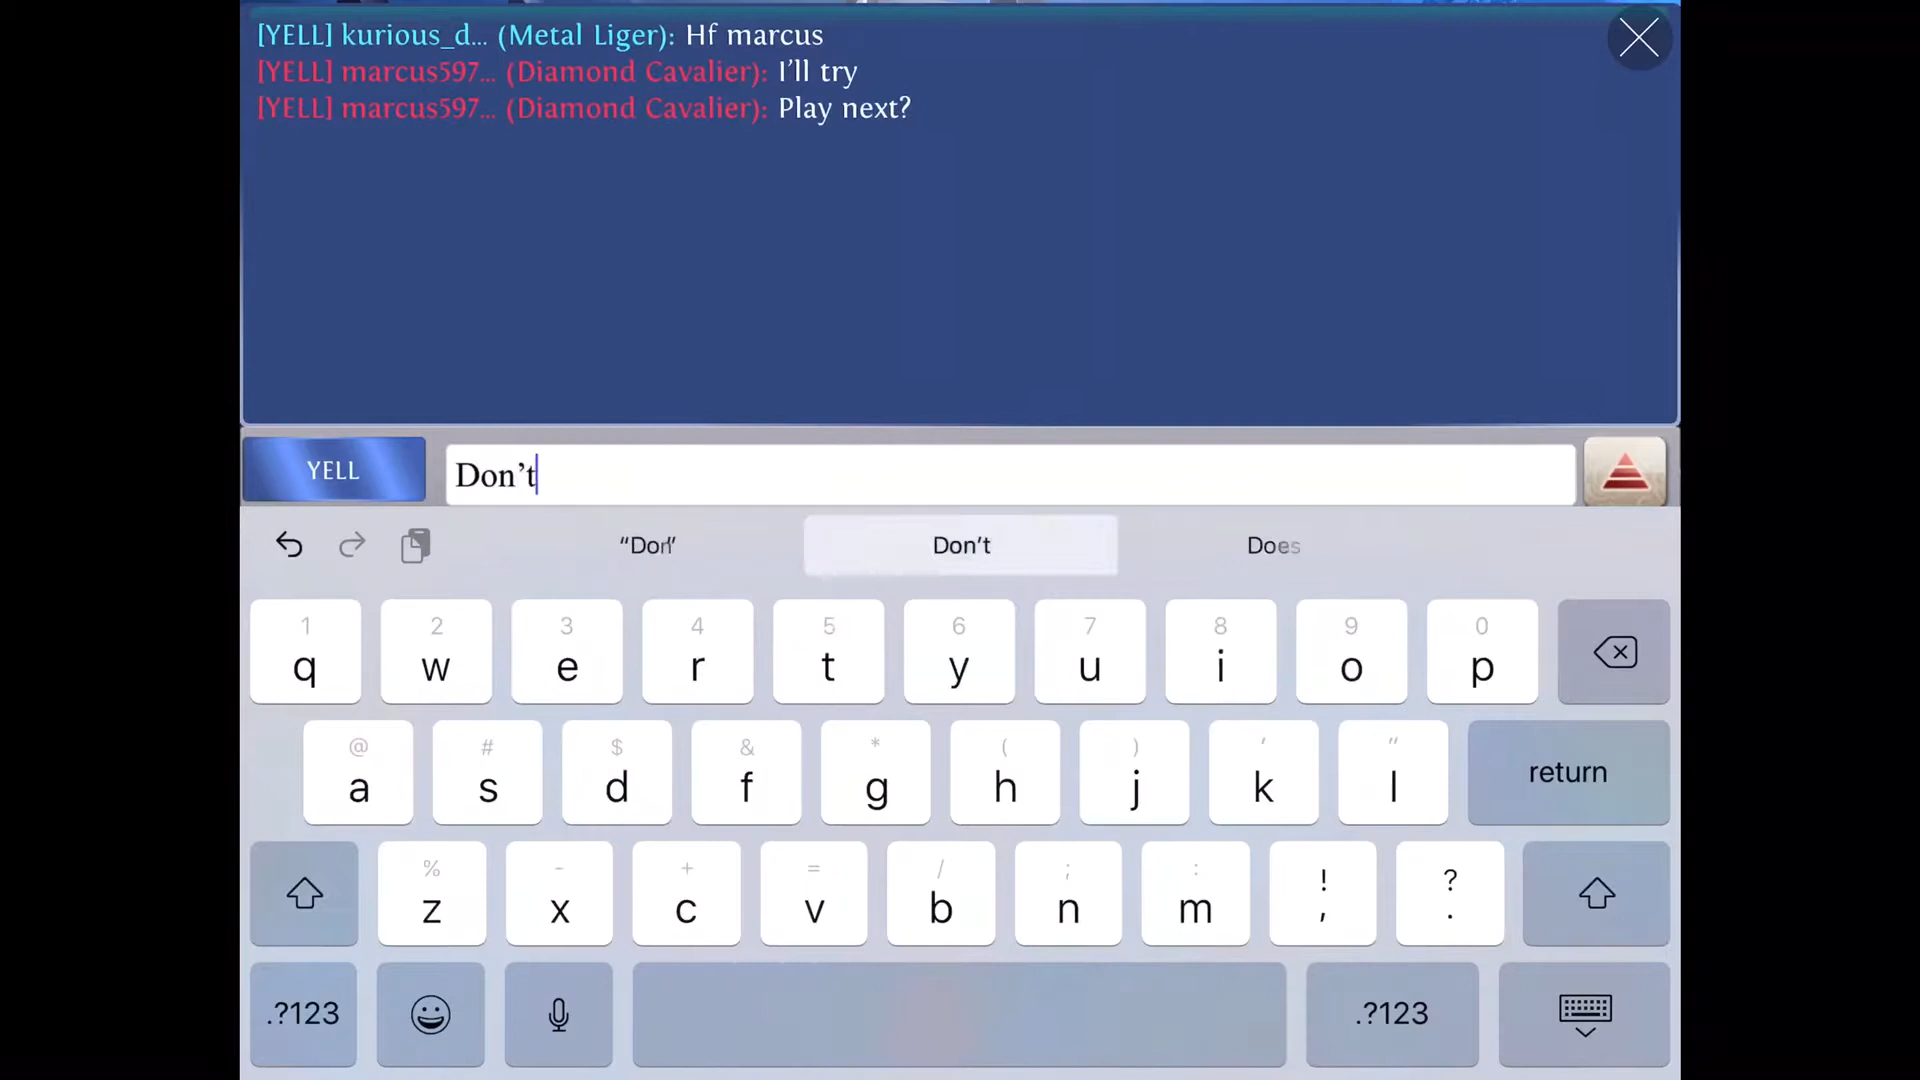 [YELL] kurious_d... (Metal Liger): Hf marcus
[YELL] marcus597... (Diamond Cavalier): I’ll try
[YELL] marcus597... (Diamond Cavalier): Play next?
YELL Don’t
Don’t Does
1 2 3 4 5 6 7 8 9 0
q w e r t y u i o p
@ # $ & * ( ) ' "
a s d f g h j k l return
% - + = / ; : ! ?
z x c v b n m , .
.?123 .?123